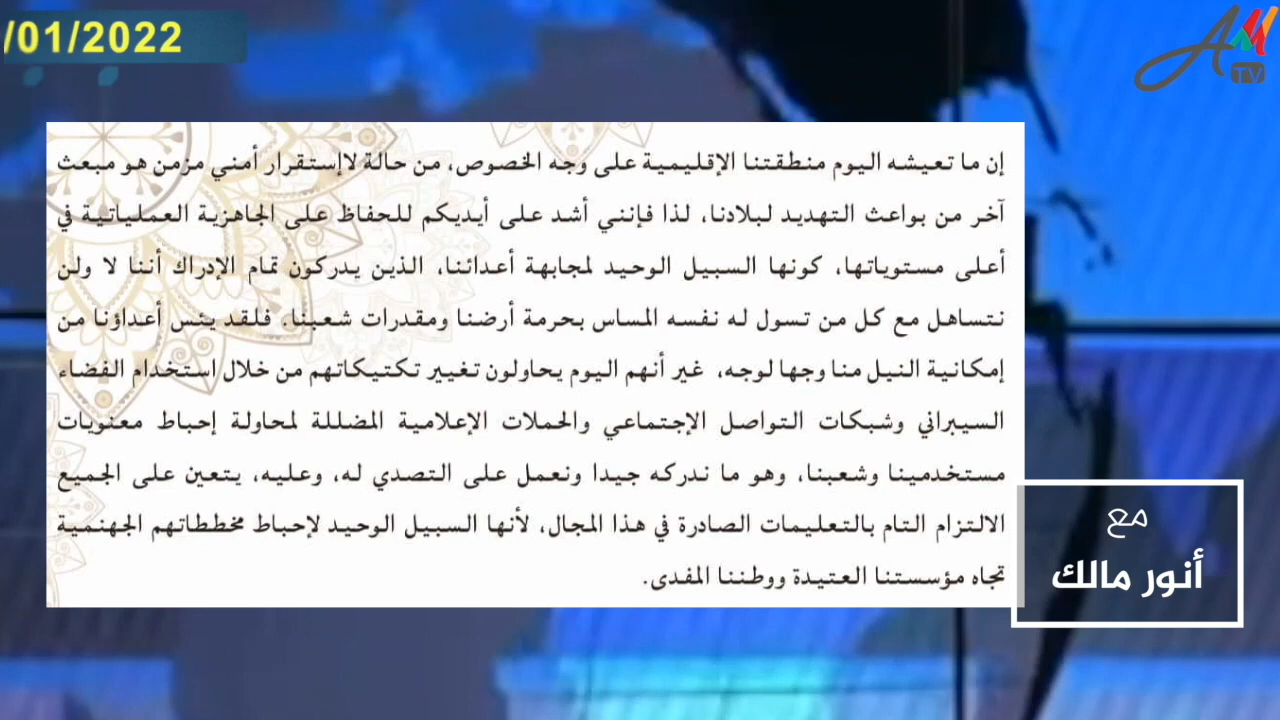 /01/2022
AM
TV
إن ما تعيشه اليوم منطقتنا الإقليمية على وجه الخصوص، من حالة لاإستقرار أمني مزمن هو مبعث
آخر من بواعث التهديد لبلادنا، لذا فإنني أشد على أيديكم للحفاظ على الجاهزية العملياتية في
أعلى مستوياتها، كونها السبيل الوحيد لمجابهة أعدائنا، الذين يدركون تمام الإدراك أننا لا ولن
نتساهل مع كل من تسول له نفسه المساس بحرمة أرضنا ومقدرات شعبنا. فلقد يئس أعداؤنا من
إمكانية النيل منا وجها لوجه، غير أنهم اليوم يحاولون تغيير تكتيكاتهم من خلال استخدام الفضاء
السيبراني وشبكات التواصل الإجتماعي والحملات الإعلامية المضللة لمحاولة إحباط معنويات
مستخدمينا وشعبنا، وهو ما ندركه جيدا ونعمل على التصدي له، وعليه، يتعين على الجميع
الالتزام التام بالتعليمات الصادرة في هذا المجال، لأنها السبيل الوحيد لإحباط مخططاتهم الجهنمية
تجاه مؤسستنا العتيدة ووطننا المفدى.
مع
أنور مالك